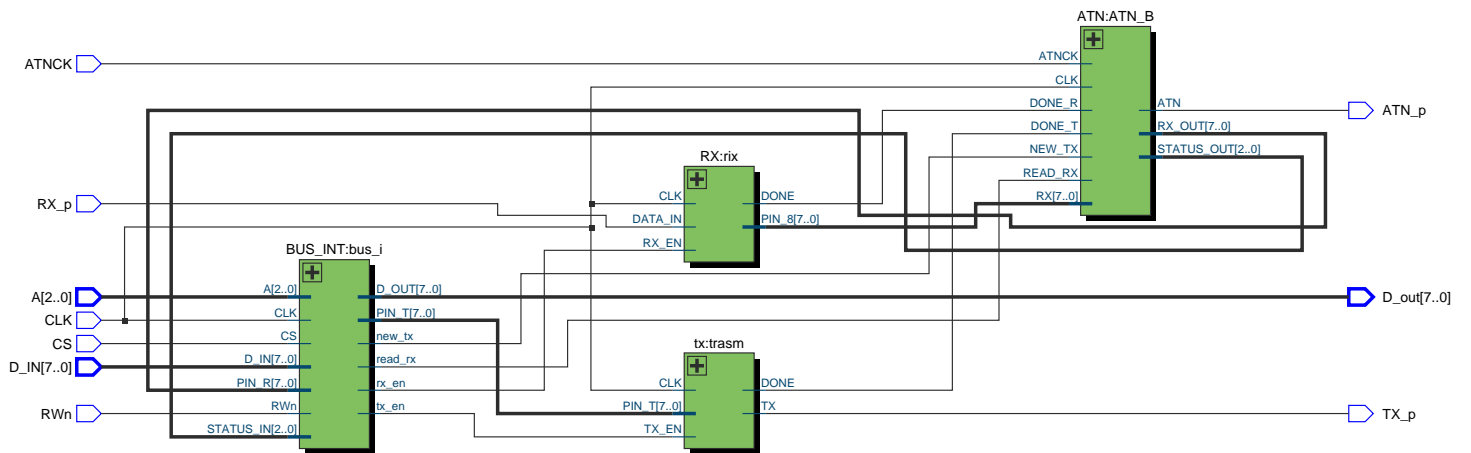 ATN:ATN_B
ATNCK
ATNCK
CLK
DONE_R
ATN
ATN_p
DONE_T
RX_OUT[7..0]
NEW_TX
STATUS_OUT[2..0]
RX:rix
READ_RX
RX_p
CLK
DONE
RX[7..0]
DATA_IN
PIN_8[7..0]
RX_EN
BUS_INT:bus_i
A[2..0]
A[2..0]
D_OUT[7..0]
D_out[7..0]
CLK
CLK
PIN_T[7..0]
CS
CS
new_tx
tx:trasm
D_IN[7..0]
D_IN[7..0]
read_rx
PIN_R[7..0]
rx_en
CLK
DONE
RWn
RWn
tx_en
PIN_T[7..0]
TX
TX_p
STATUS_IN[2..0]
TX_EN